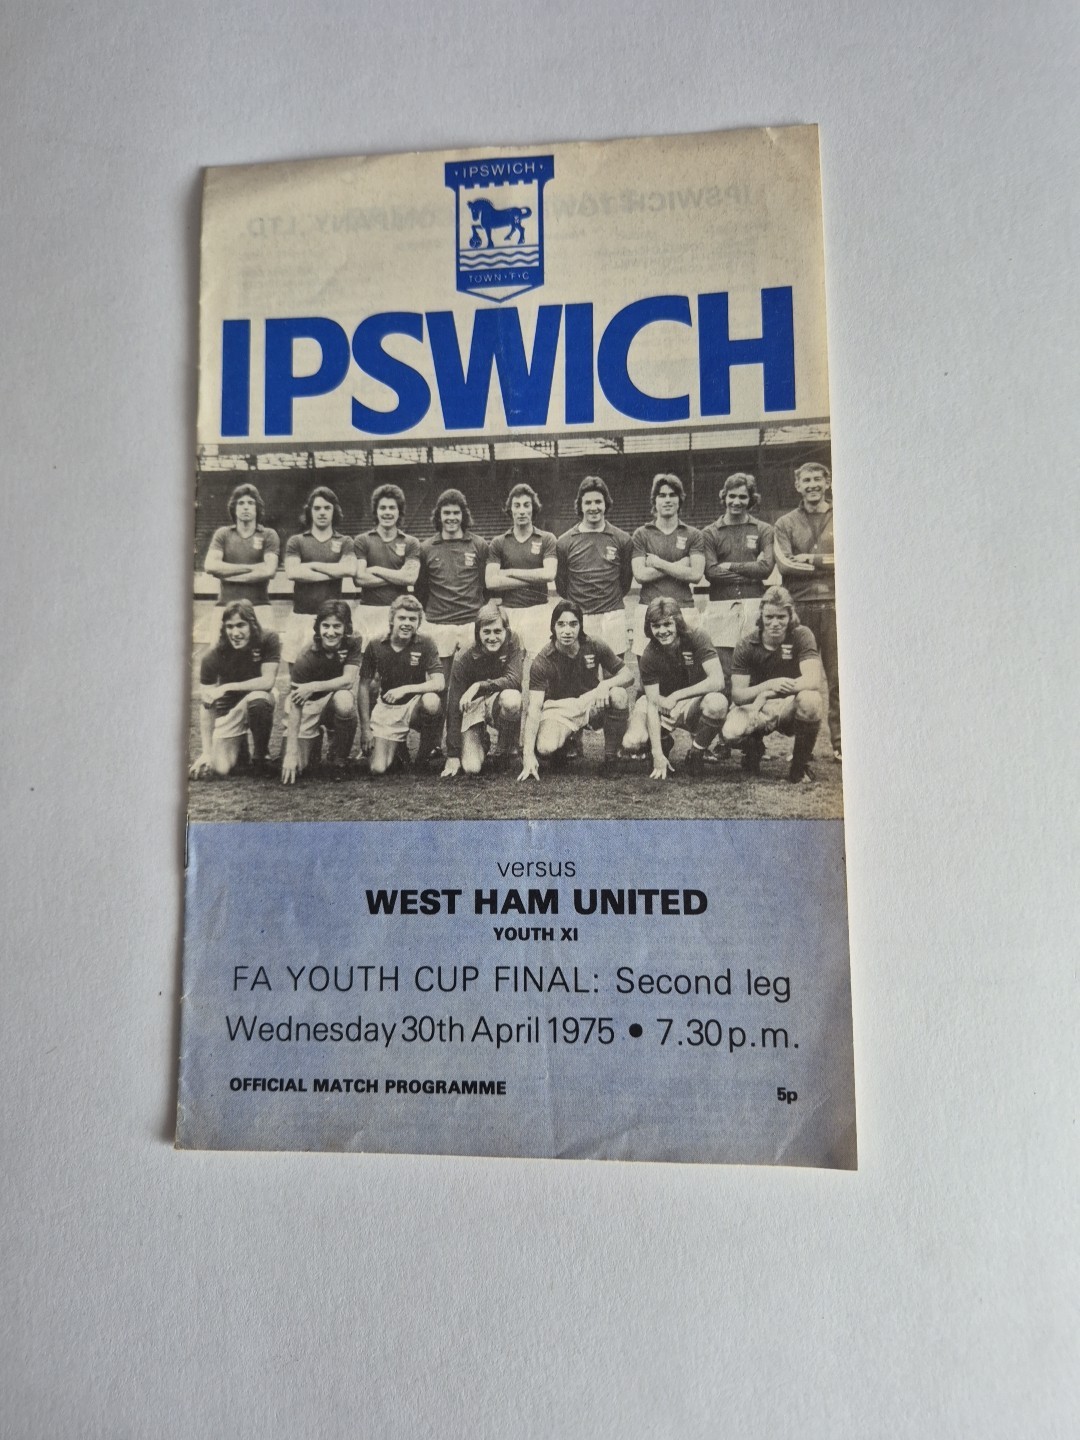 · IPSWICH ·
TOWN · F · C
IPSWICH
versus
WEST HAM UNITED
YOUTH XI
FA YOUTH CUP FINAL: Second leg
Wednesday 30th April 1975 • 7.30 p.m.
OFFICIAL MATCH PROGRAMME
5p